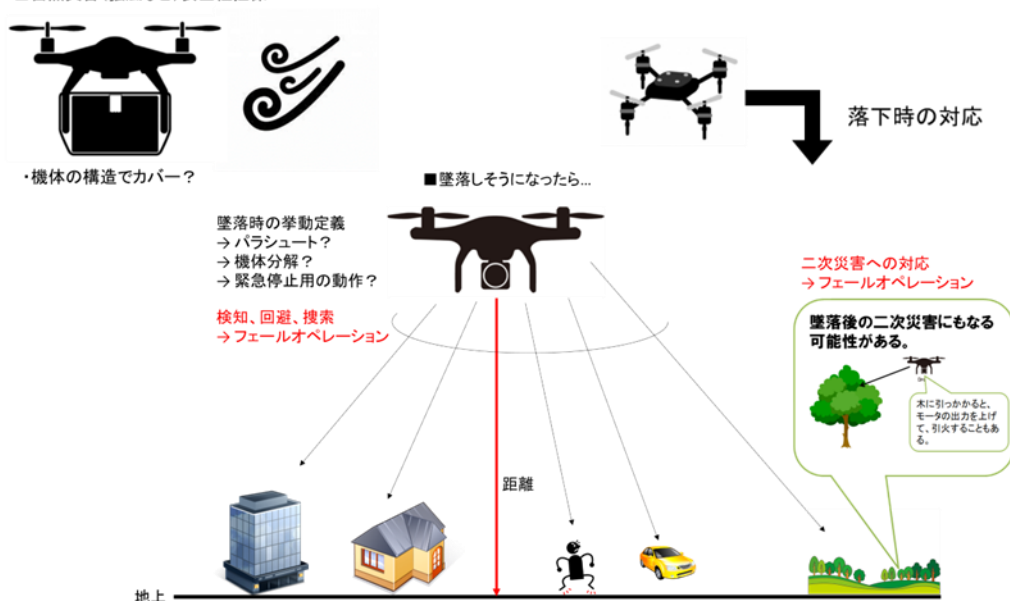 落下時の対応
・機体の構造でカバー?
■墜落しそうになったら...
墜落時の挙動定義
→ パラシュート?
→ 機体分解?
→ 緊急停止用の動作?
検知、回避、捜索
→ フェールオペレーション
二次災害への対応
→ フェールオペレーション
墜落後の二次災害にもなる
可能性がある。
木に引っかかると、
モータの出力を上げ
て、引火することもあ
る。
距離
地上